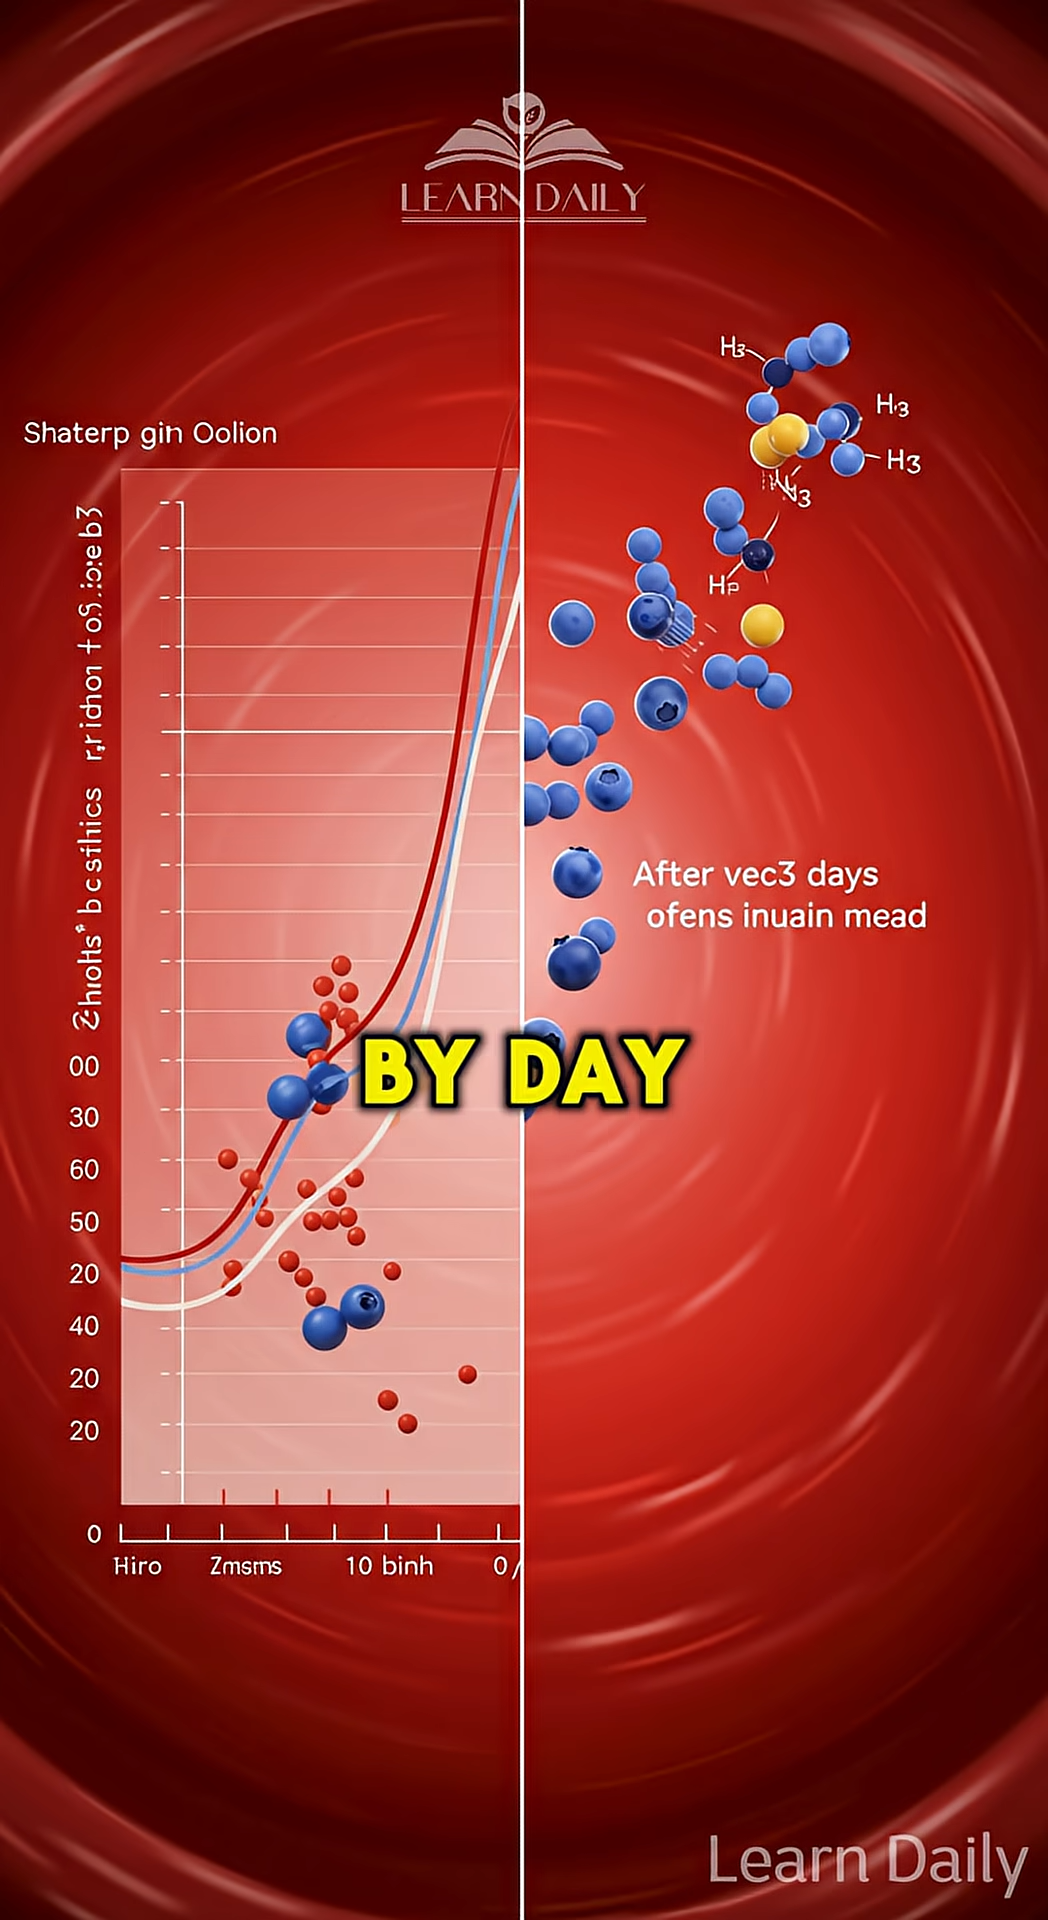 LEARN DAILY
Shaterp gin Oolion
H3
H3
H3
After vec3 days
ofens inuain mead
BY DAY
00
30
60
50
20
40
20
20
0
Hiro
Zmsms
10 binh
0/
Learn Daily